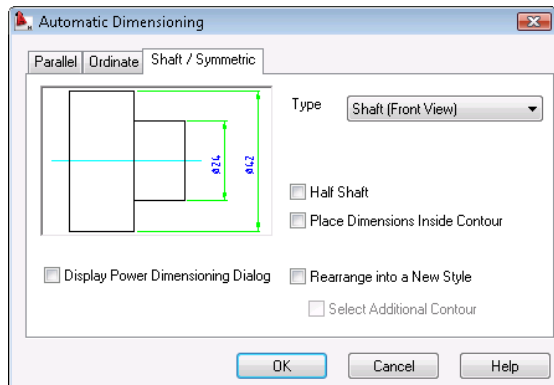 Automatic Dimensioning
Parallel Ordinate Shaft / Symmetric
Type Shaft (Front View)
ø24 ø42
Half Shaft
Place Dimensions Inside Contour
Display Power Dimensioning Dialog Rearrange into a New Style
Select Additional Contour
OK Cancel Help